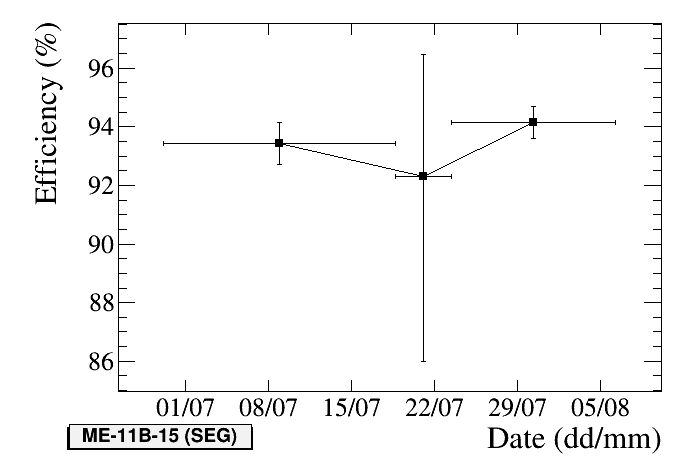 Efficiency (%)
96
94
92
90
88
86
01/07 08/07 15/07 22/07 29/07 05/08
ME-11B-15 (SEG)
Date (dd/mm)